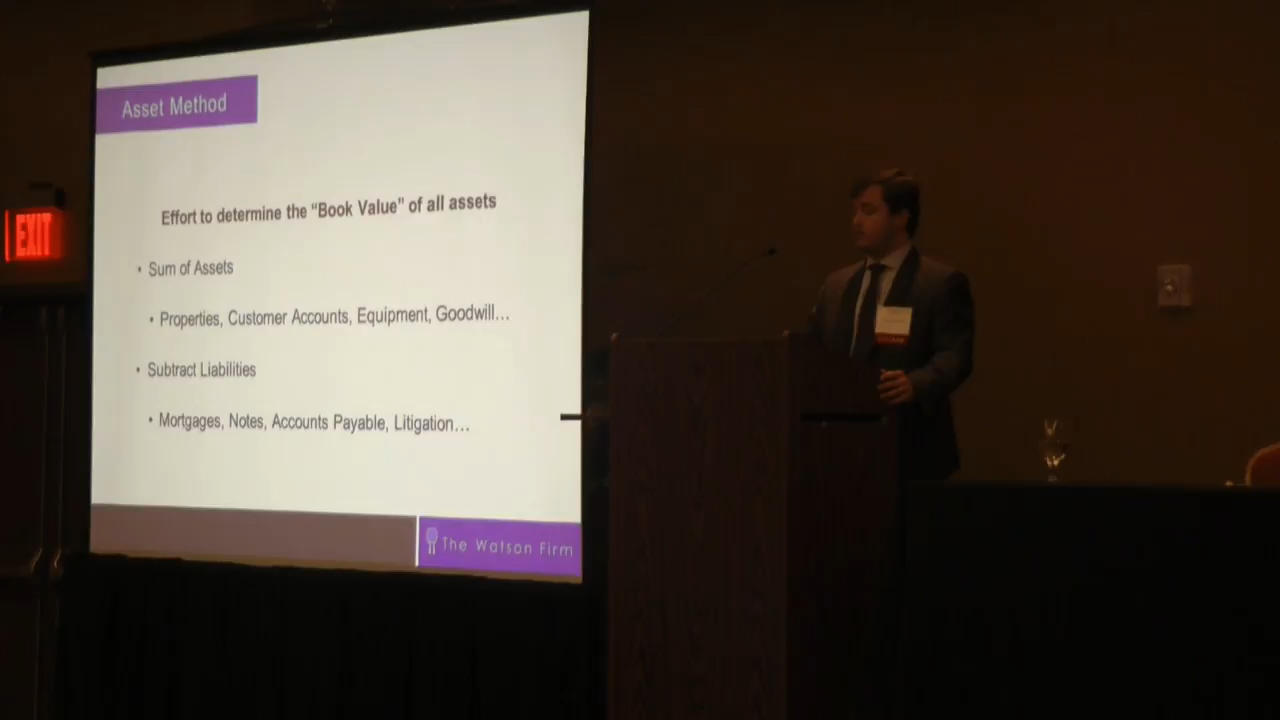 Asset Method
EXIT
Effort to determine the “Book Value” of all assets
• Sum of Assets
• Properties, Customer Accounts, Equipment, Goodwill...
• Subtract Liabilities
• Mortgages, Notes, Accounts Payable, Litigation...
The Watson Firm